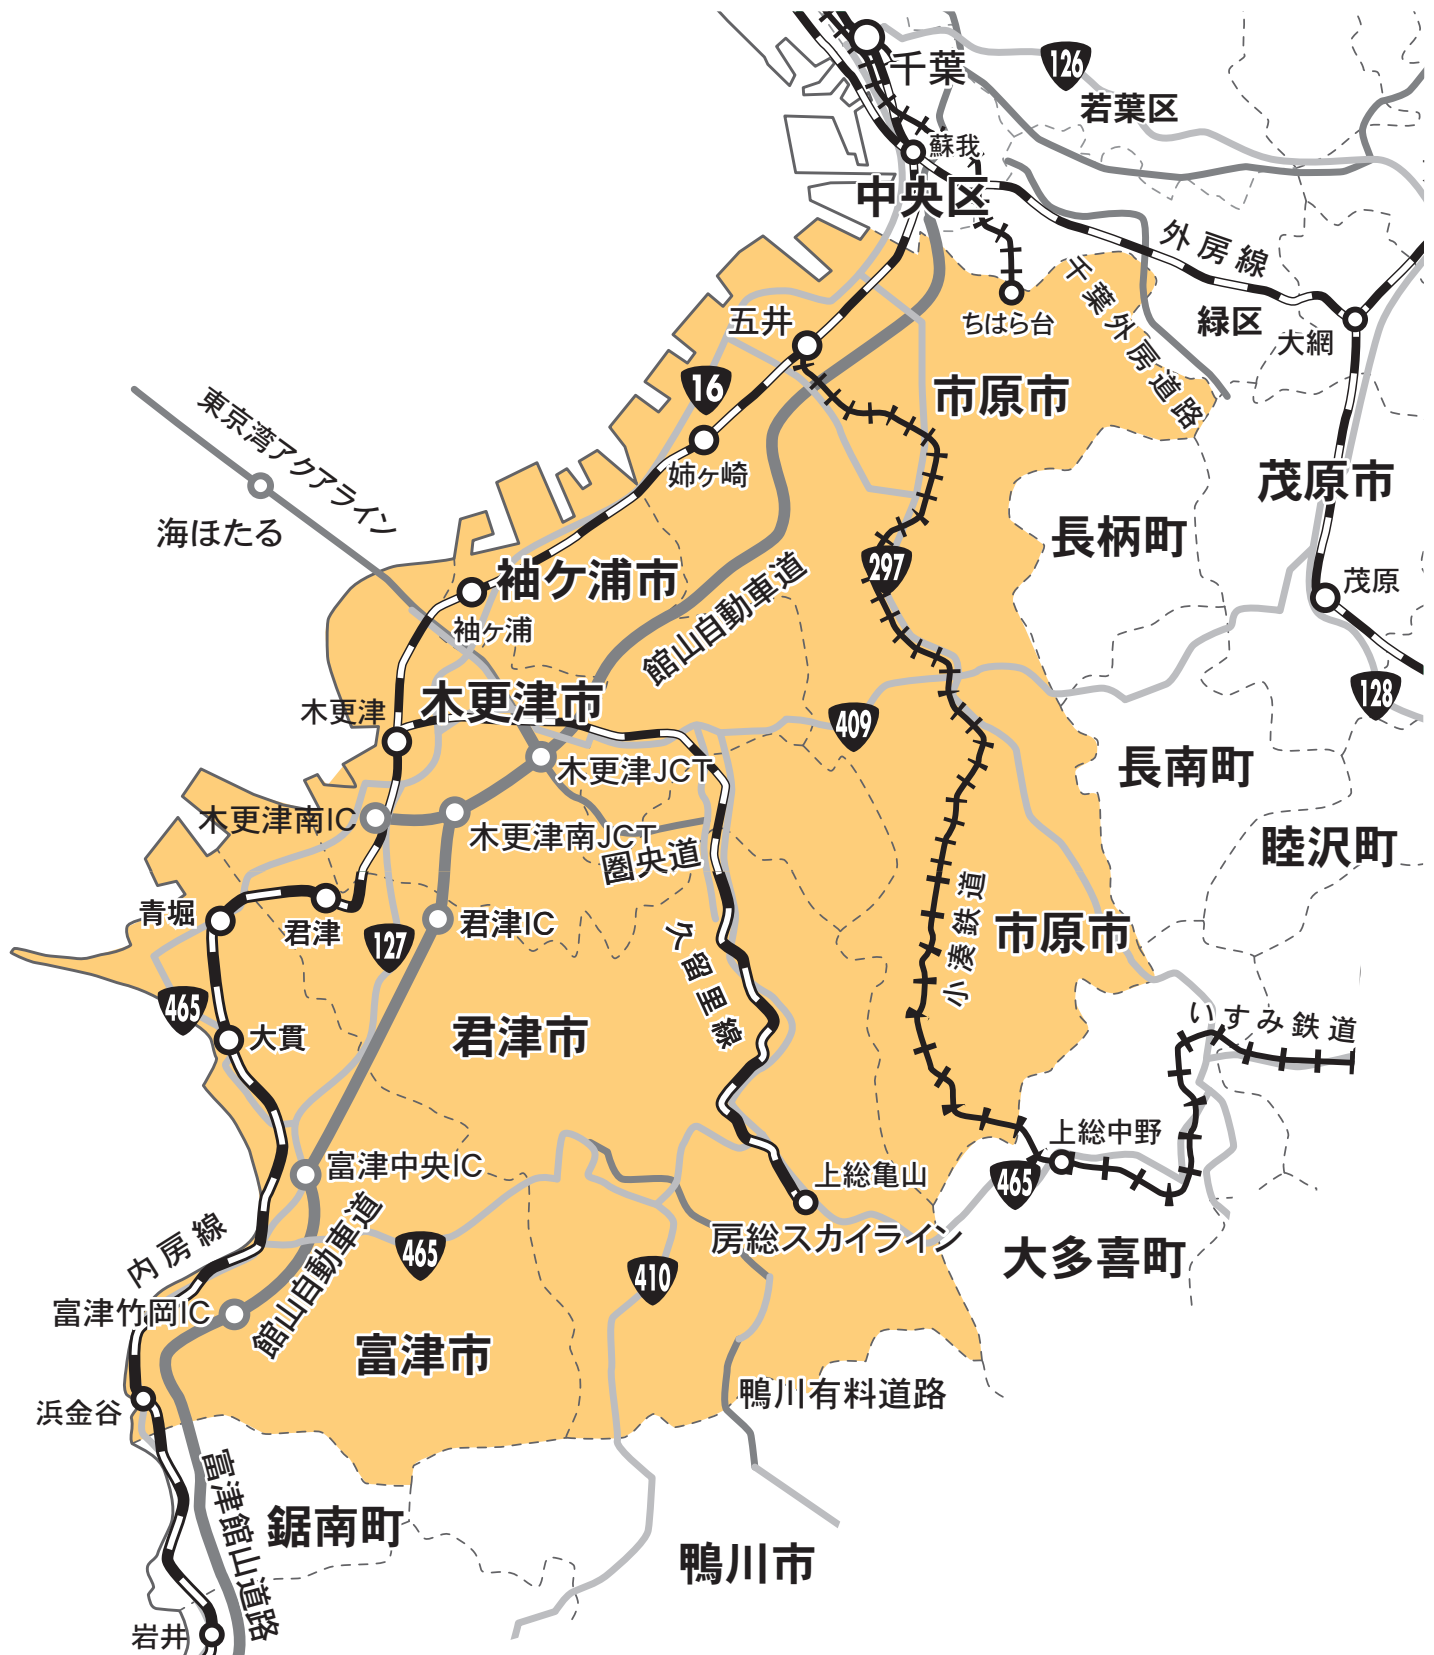 千葉
126
若葉区
蘇我
中央区
外房線
千葉外房道路
ちはら台
緑区
大網
五井
16
市原市
東京湾アクアライン
海ほたる
姉ヶ崎
茂原市
長柄町
297
茂原
袖ケ浦市
袖ヶ浦
館山自動車道
128
木更津
木更津市
409
長南町
木更津JCT
木更津南IC
木更津南JCT
圏央道
睦沢町
青堀
君津
君津IC
127
久留里線
小湊鉄道
市原市
465
大貫
君津市
いすみ鉄道
上総中野
465
富津中央IC
上総亀山
内房線
館山自動車道
465
410
房総スカイライン
大多喜町
富津竹岡IC
富津市
浜金谷
鴨川有料道路
富津館山道路
鋸南町
鴨川市
岩井